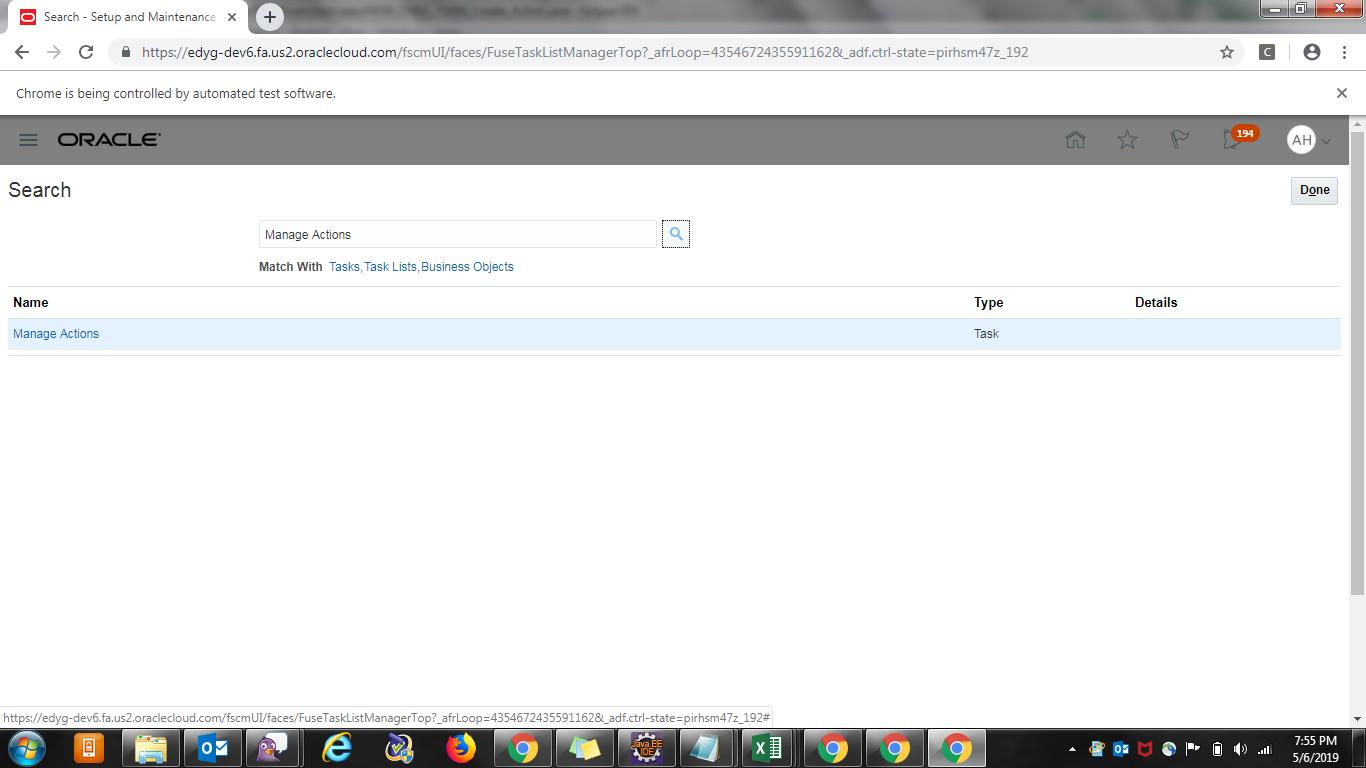 Search - Setup and Maintenance
https://edyg-dev6.fa.us2.oraclecloud.com/fscmUI/faces/FuseTaskListManagerTop?_afrLoop=4354672435591162&_adf.ctrl-state=pirhsm47z_192
C
Chrome is being controlled by automated test software.
ORACLE
194
AH
Search
Done
Manage Actions
Match With Tasks, Task Lists, Business Objects
Name Type Details
Manage Actions Task
https://edyg-dev6.fa.us2.oraclecloud.com/fscmUI/faces/FuseTaskListManagerTop?_afrLoop=4354672435591162&_adf.ctrl-state=pirhsm47z_192#
Java EE
IDE
7:55 PM
5/6/2019